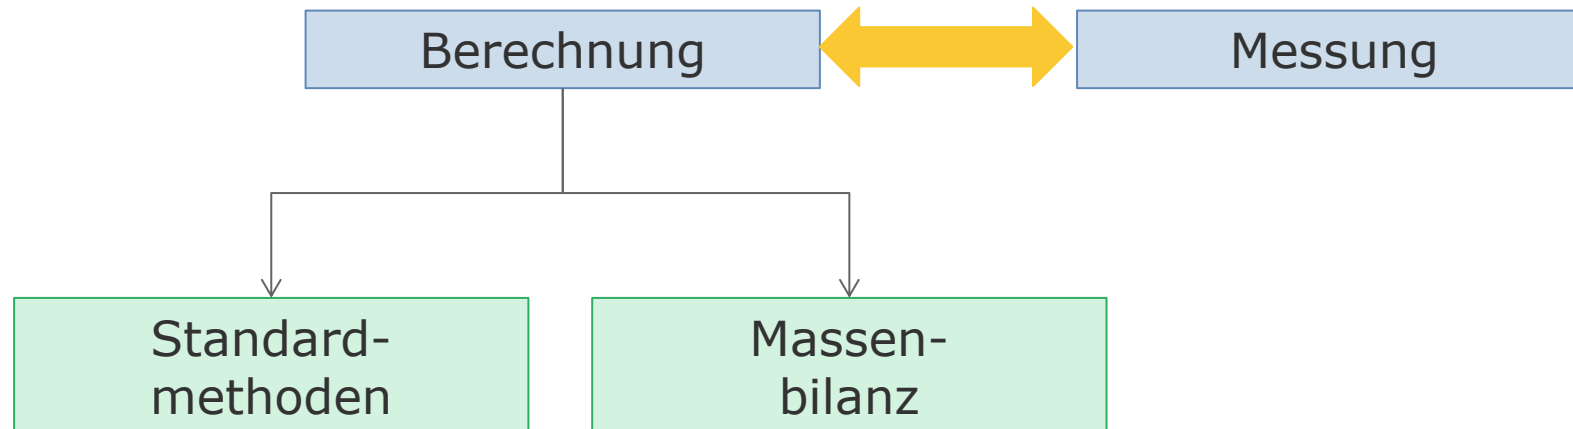 Berechnung
Messung
Standard-
methoden
Massen-
bilanz